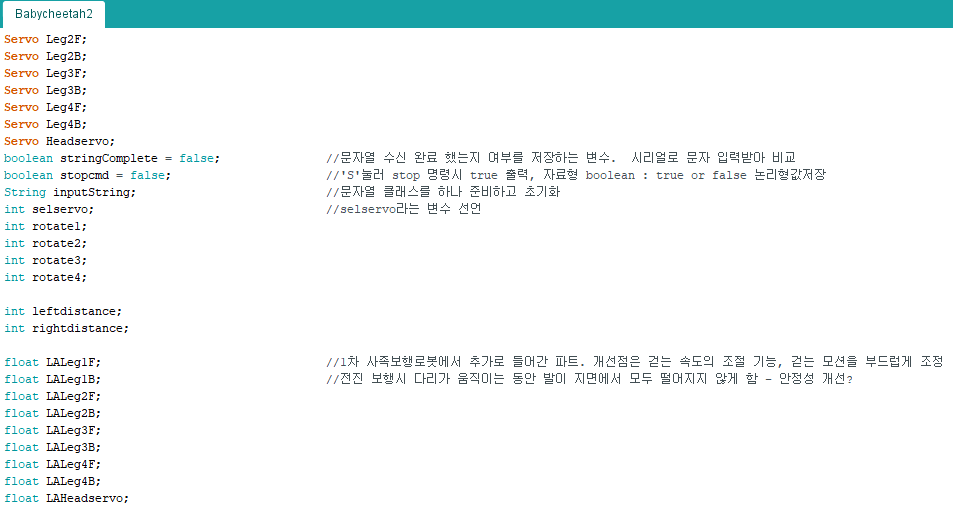 Babycheetah2
Servo Leg2F;
Servo Leg2B;
Servo Leg3F;
Servo Leg3B;
Servo Leg4F;
Servo Leg4B;
Servo Headservo;
boolean stringComplete = false; //문자열 수신 완료 했는지 여부를 저장하는 변수. 시리얼로 문자 입력받아 비교
boolean stopcmd = false; //'S'눌러 stop 명령시 true 출력, 자료형 boolean : true or false 논리형값저장
String inputString; //문자열 클래스를 하나 준비하고 초기화
int selservo; //selservo라는 변수 선언
int rotate1;
int rotate2;
int rotate3;
int rotate4;
int leftdistance;
int rightdistance;
float LALeg1F; //1차 사족보행로봇에서 추가로 들어간 파트. 개선점은 걷는 속도의 조절 기능, 걷는 모션을 부드럽게 조정
float LALeg1B; //전진 보행시 다리가 움직이는 동안 발이 지면에서 모두 떨어지지 않게 함 - 안정성 개선?
float LALeg2F;
float LALeg2B;
float LALeg3F;
float LALeg3B;
float LALeg4F;
float LALeg4B;
float LAHeadservo;